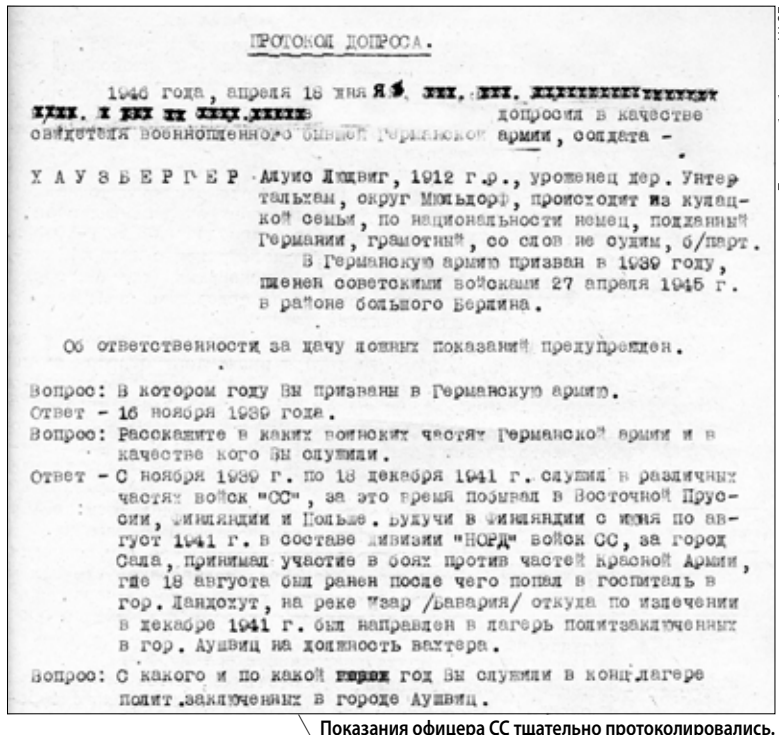 ПРОТОКОЛ ДОПРОСА.
1946 года, апреля 18 дня Я
допросил в качестве
свидетеля военнопленного бывшей Германской армии, солдата -
ХАУЗБЕРГЕР - Алуис Людвиг, 1912 г.р., уроженец дер. Унтер
тальхам, округ Мюльдорф, происходит из кулац-
кой семьи, по национальности немец, подданный
Германии, грамотный, со слов не судим, б/парт.
В Германскую армию призван в 1939 году,
пленен советскими войсками 27 апреля 1945 г.
в районе большого Берлина.
Об ответственности за дачу ложных показаний предупрежден.
Вопрос: В котором году Вы призваны в Германскую армию.
Ответ - 16 ноября 1939 года.
Вопрос: Расскажите в каких воинских частях Германской армии и в
качестве кого Вы служили.
Ответ - С ноября 1939 г. по 18 декабря 1941 г. служил в различных
частях войск "СС", за это время побывал в Восточной Прус-
сии, Финляндии и Польше. Будучи в Финляндии с июня по ав-
густ 1941 г. в составе дивизии "НОРД" войск СС, за город
Сала, принимал участие в боях против частей Красной Армии,
где 18 августа был ранен после чего попал в госпиталь в
гор. Ландсхут, на реке Изар /Бавария/ откуда по излечении
в декабре 1941 г. был направлен в лагерь политзаключенных
в гор. Аушвиц на должность вахтера.
Вопрос: С какого и по какой год Вы служили в конц.лагере
полит.заключенных в городе Аушвиц.
Показания офицера СС тщательно протоколировались.